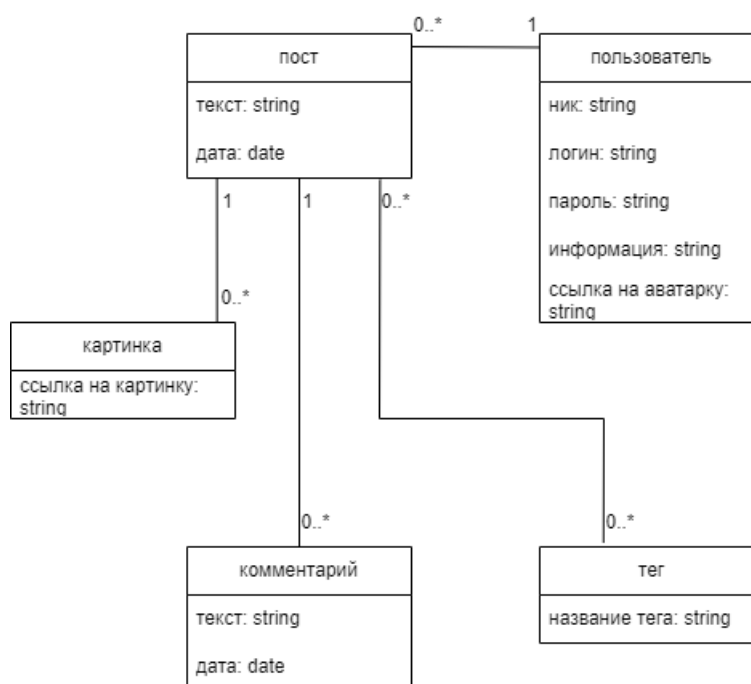 0..*
1
пост
текст: string
дата: date
пользователь
ник: string
логин: string
пароль: string
информация: string
ссылка на аватарку:
string
1
1
0..*
0..*
картинка
ссылка на картинку:
string
0..*
0..*
комментарий
текст: string
дата: date
тег
название тега: string